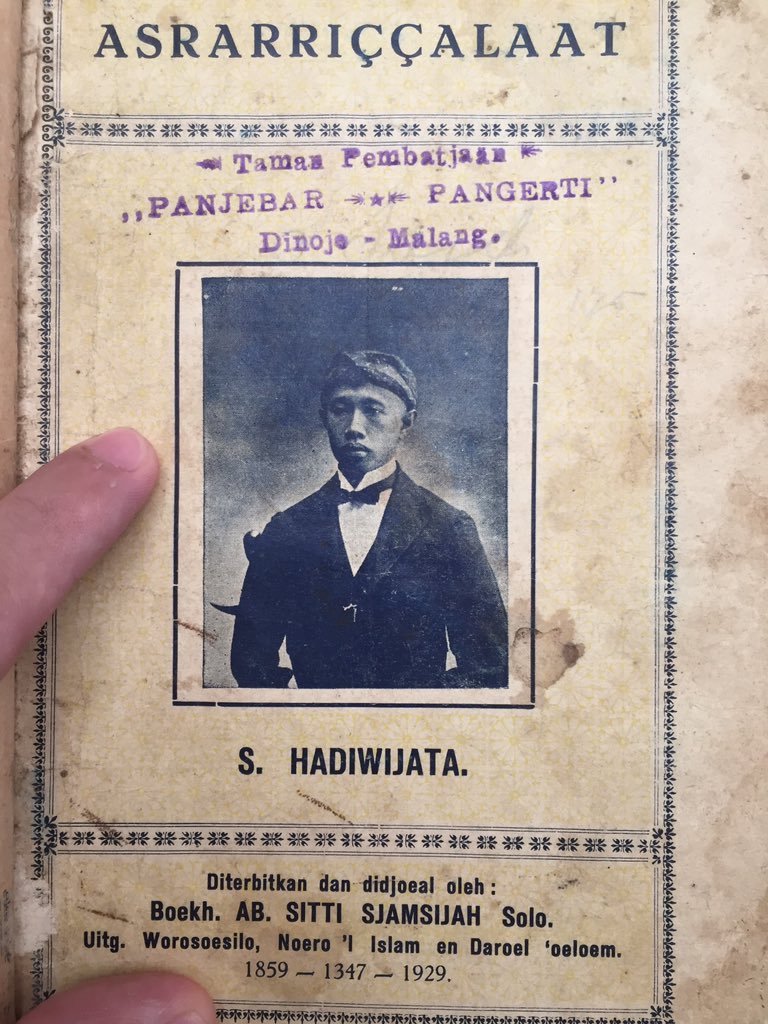 ASRARRIÇÇALAAT
Taman Pembatjaan
,,PANJEBAR PANGERTI''
Dinojo - Malang.
S. HADIWIJATA.
Diterbitkan dan didjoeal oleh :
Boekh. AB. SITTI SJAMSIJAH Solo.
Uitg. Worosoesilo, Noero 'l Islam en Daroel 'oeloem.
1859 — 1347 — 1929.